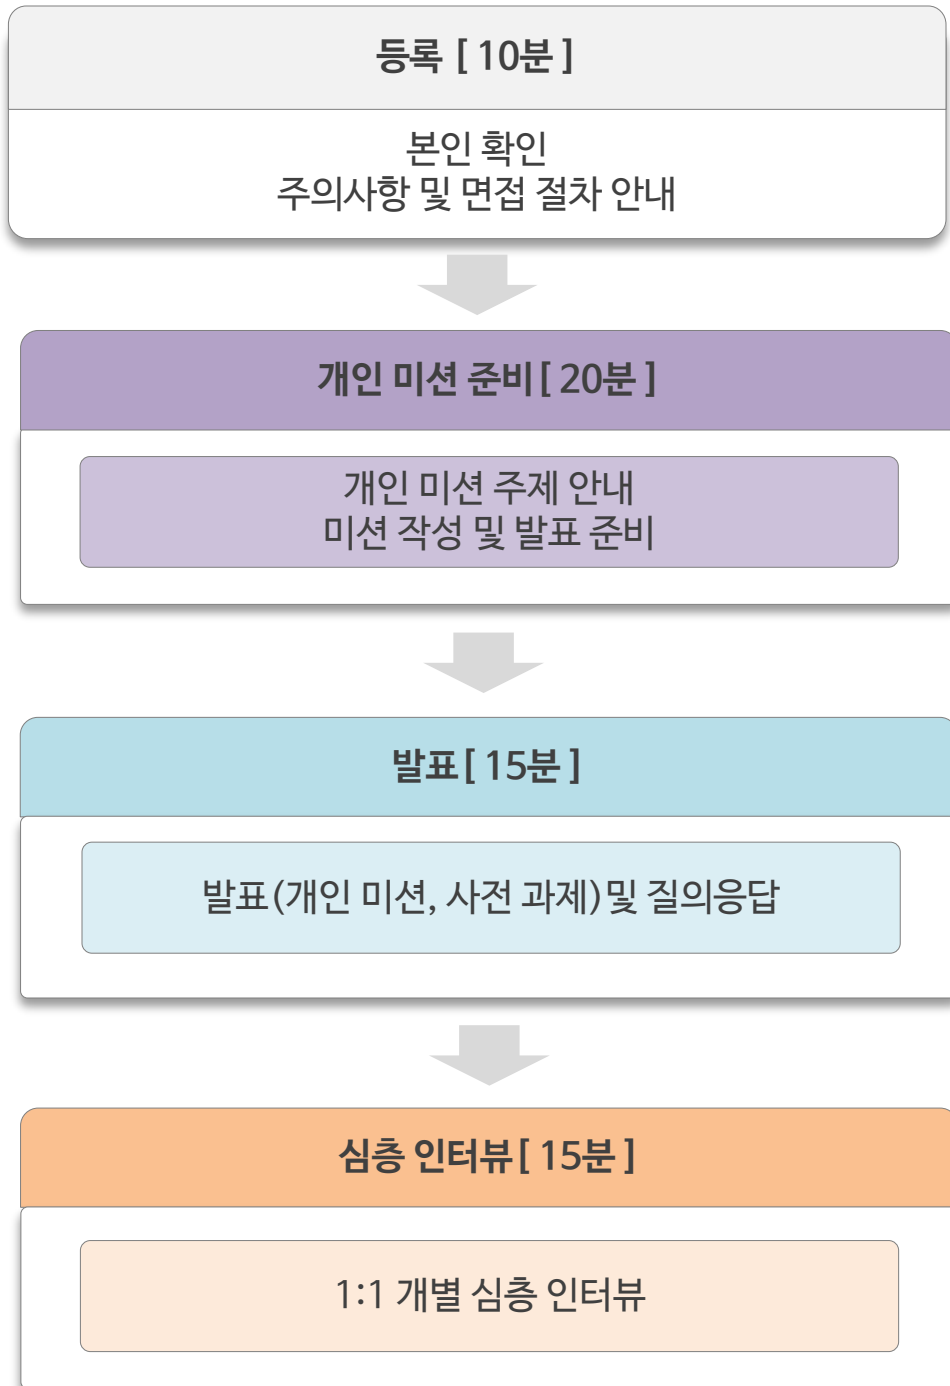 등록 [ 10분 ]
본인 확인
주의사항 및 면접 절차 안내
개인 미션 준비 [ 20분 ]
개인 미션 주제 안내
미션 작성 및 발표 준비
발표 [ 15분 ]
발표 (개인 미션, 사전 과제) 및 질의응답
심층 인터뷰 [ 15분 ]
1:1 개별 심층 인터뷰